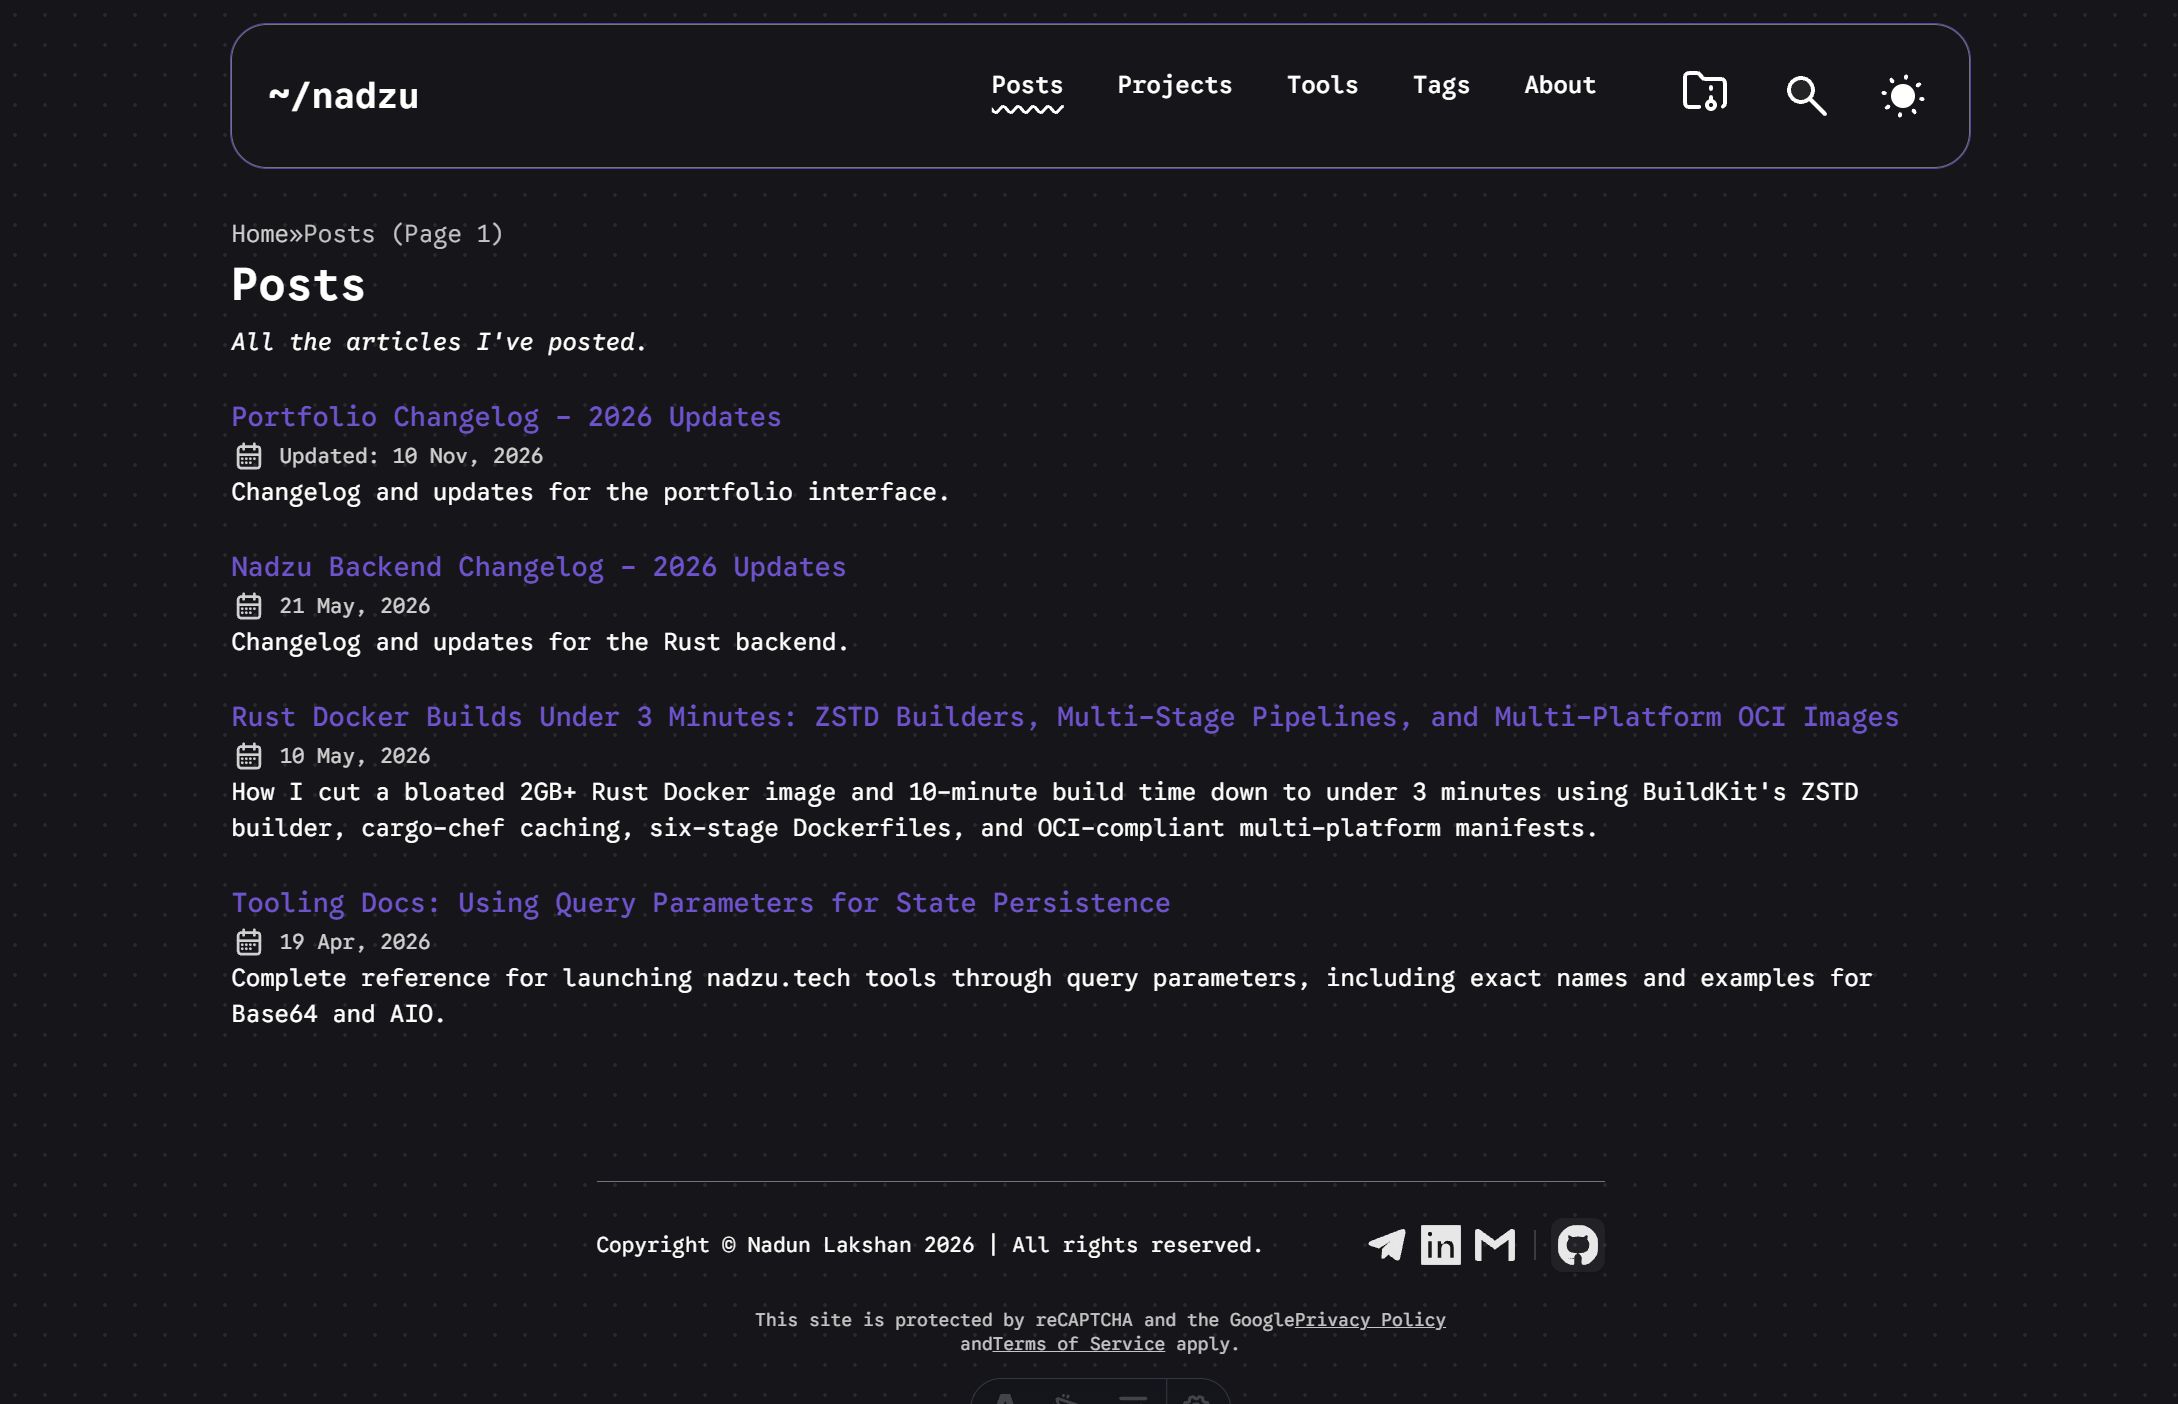 ~/nadzu
Posts Projects Tools Tags About
Home»Posts (Page 1)
Posts
All the articles I've posted.
Portfolio Changelog - 2026 Updates
Updated: 10 Nov, 2026
Changelog and updates for the portfolio interface.
Nadzu Backend Changelog - 2026 Updates
21 May, 2026
Changelog and updates for the Rust backend.
Rust Docker Builds Under 3 Minutes: ZSTD Builders, Multi-Stage Pipelines, and Multi-Platform OCI Images
10 May, 2026
How I cut a bloated 2GB+ Rust Docker image and 10-minute build time down to under 3 minutes using BuildKit's ZSTD
builder, cargo-chef caching, six-stage Dockerfiles, and OCI-compliant multi-platform manifests.
Tooling Docs: Using Query Parameters for State Persistence
19 Apr, 2026
Complete reference for launching nadzu.tech tools through query parameters, including exact names and examples for
Base64 and AIO.
Copyright © Nadun Lakshan 2026 | All rights reserved.
This site is protected by reCAPTCHA and the GooglePrivacy Policy
andTerms of Service apply.